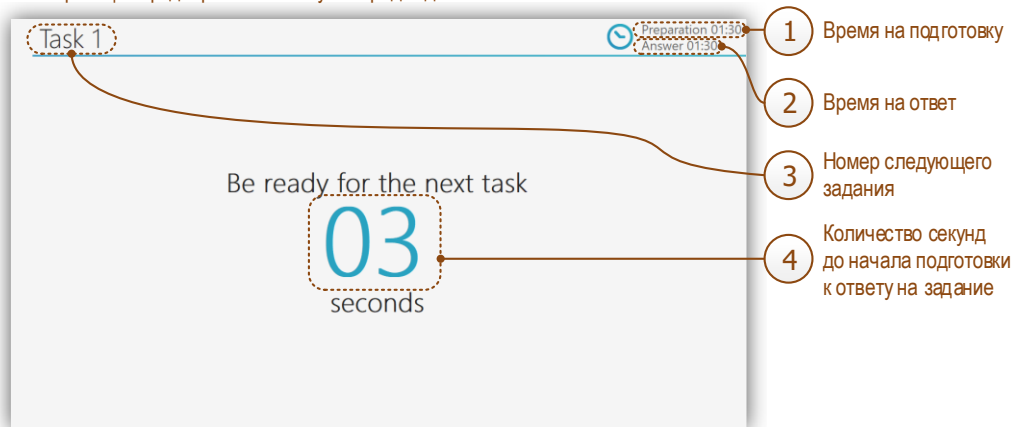 Task 1
Preparation 01:30
Answer 01:30
Be ready for the next task
03
seconds
1
Время на подготовку
2
Время на ответ
3
Номер следующего
задания
4
Количество секунд
до начала подготовки
к ответу на задание